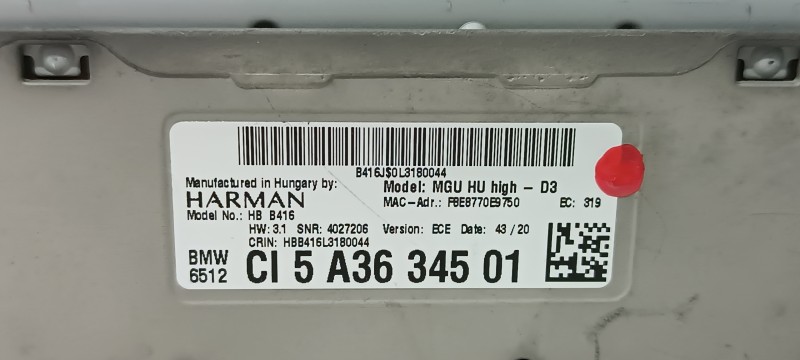 B416J$0L3180044
Manufactured in Hungary by:
HARMAN
Model: MGU HU high - D3
MAC-Adr.: F8E8770E9750 EC: 319
Model No.: HB B416
HW: 3.1 SNR: 4027206 Version: ECE Date: 43/20
CRIN: HBB416L3180044
BMW 6512 CI 5 A36 345 01